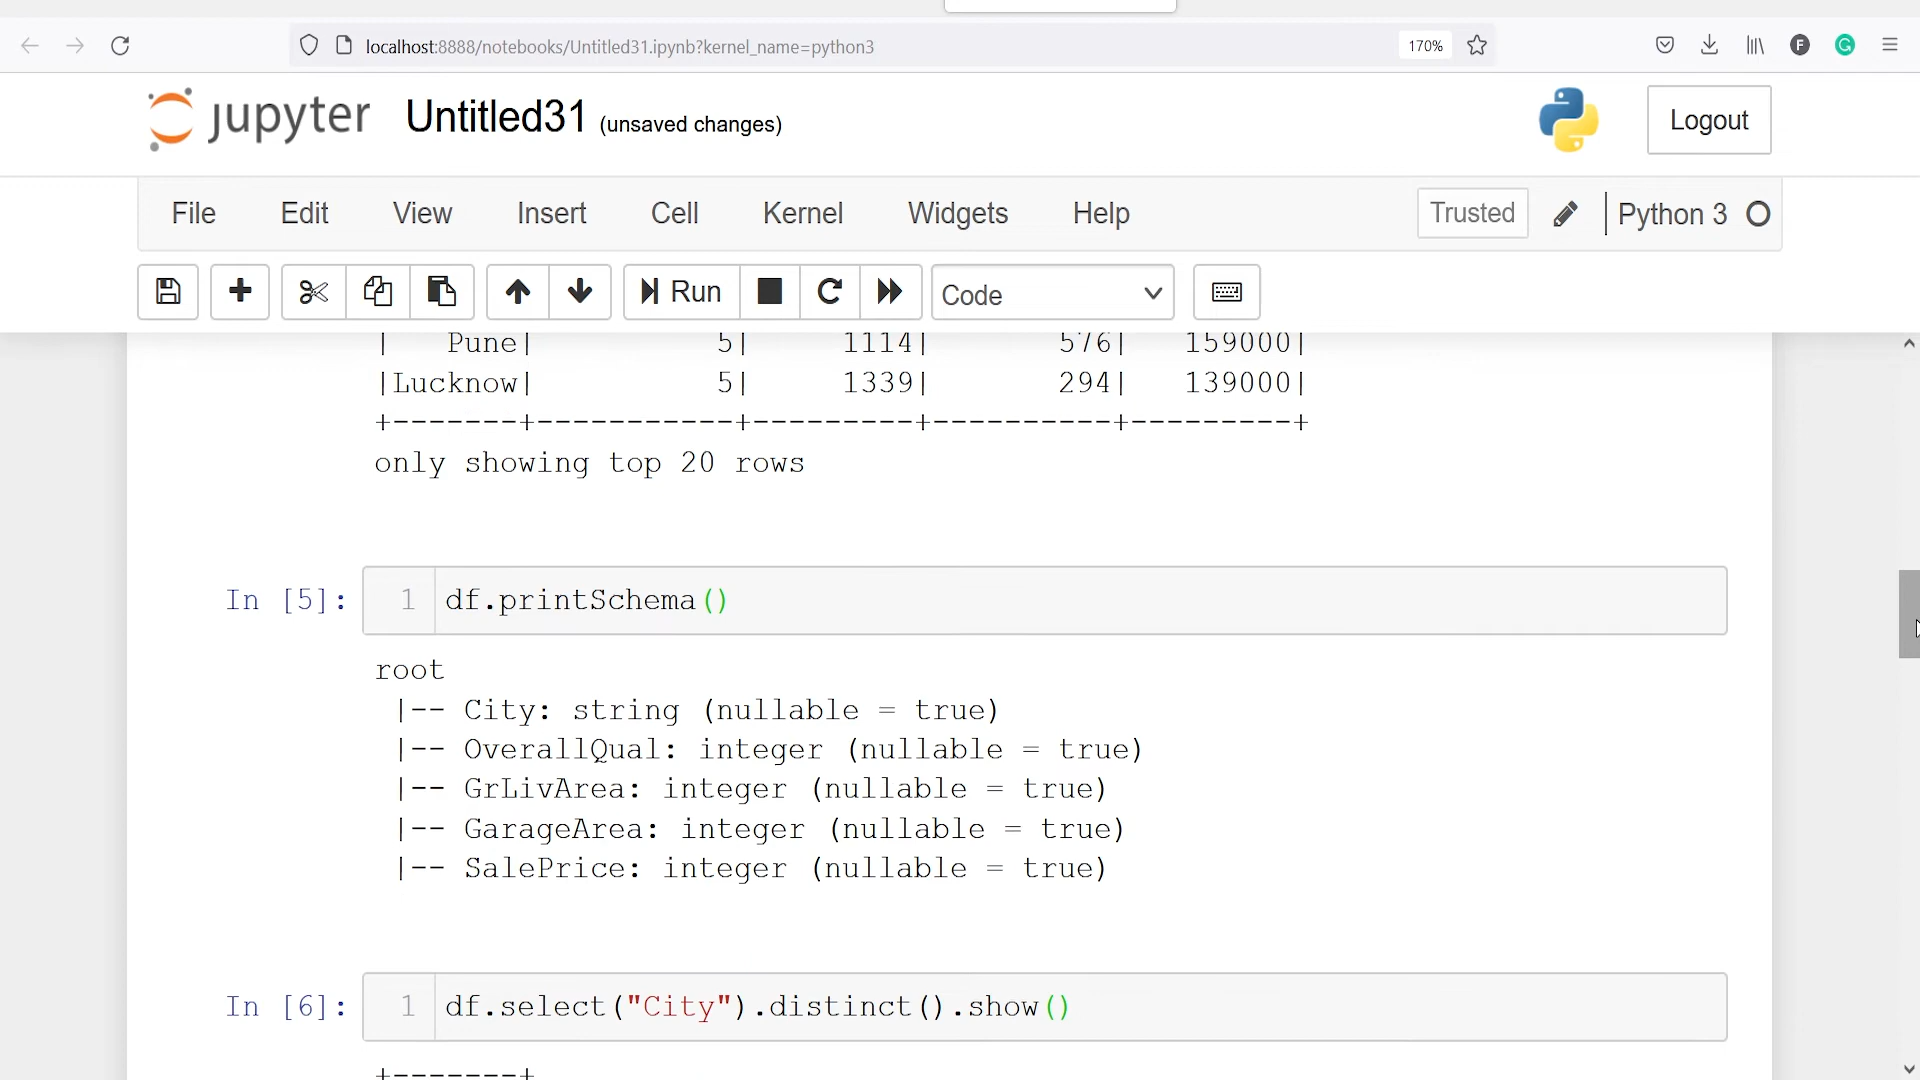 localhost:8888/notebooks/Untitled31.ipynb?kernel_name=python3
170%
F
G
jupyter Untitled31 (unsaved changes)
Logout
File Edit View Insert Cell Kernel Widgets Help
Trusted
Python 3
Run
Code
| Pune| 5| 1114| 576| 159000|
|Lucknow| 5| 1339| 294| 139000|
+-------+-----------+---------+----------+---------+
only showing top 20 rows
In [5]: 1 df.printSchema()
root
|-- City: string (nullable = true)
|-- OverallQual: integer (nullable = true)
|-- GrLivArea: integer (nullable = true)
|-- GarageArea: integer (nullable = true)
|-- SalePrice: integer (nullable = true)
In [6]: 1 df.select("City").distinct().show()
+-------+